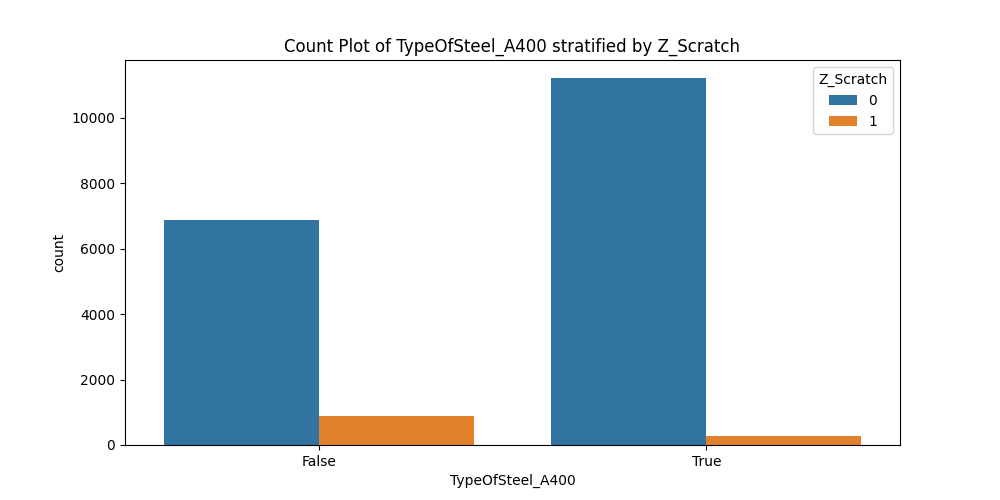 Count Plot of TypeOfSteel_A400 stratified by Z_Scratch
Z_Scratch
0
1
10000
8000
6000
4000
2000
0
count
False
True
TypeOfSteel_A400